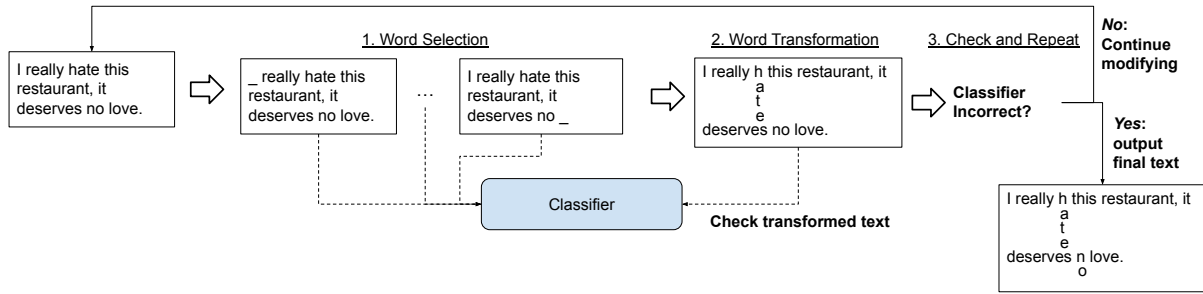 1. Word Selection
2. Word Transformation
3. Check and Repeat
No:
Continue
modifying
I really hate this
restaurant, it
deserves no love.
_ really hate this
restaurant, it
deserves no love.
...
I really hate this
restaurant, it
deserves no _
I really h this restaurant, it
a
t
e
deserves no love.
Classifier
Incorrect?
Yes:
output
final text
Classifier
Check transformed text
I really h this restaurant, it
a
t
e
deserves n love.
o